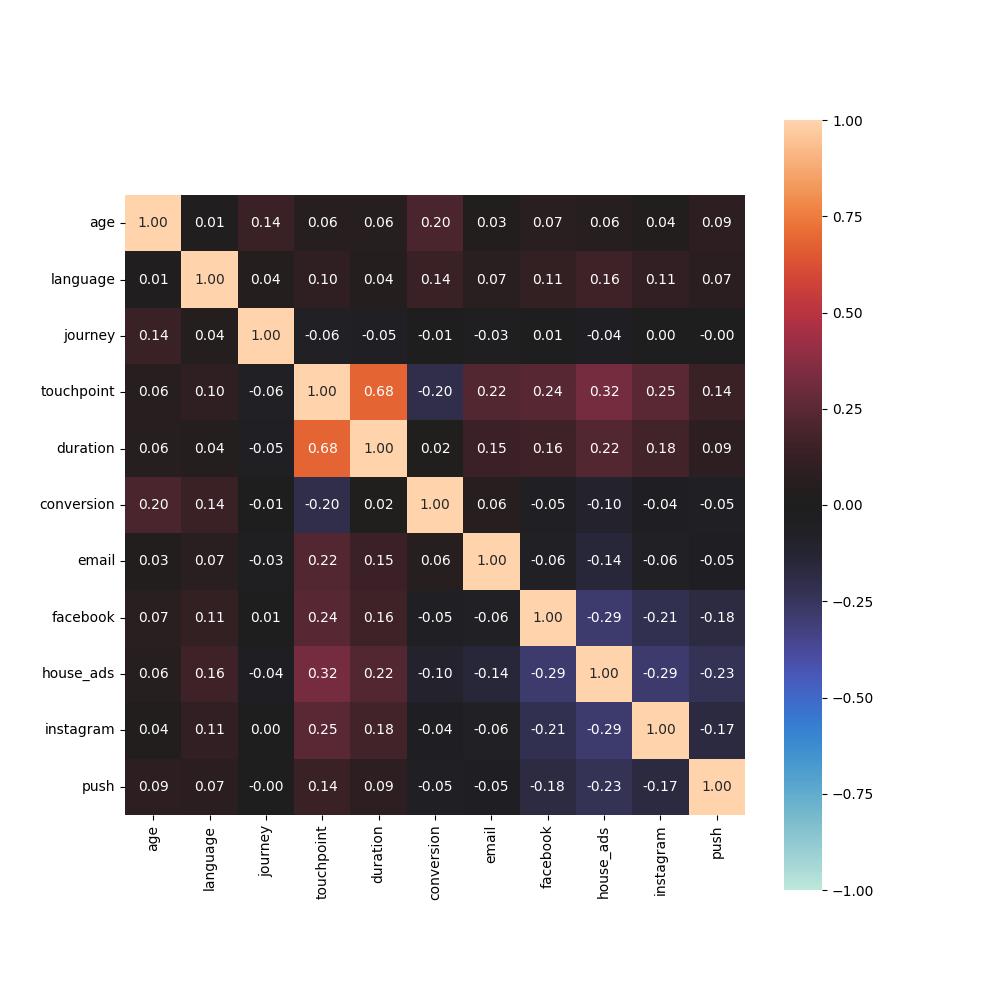 1.00
0.75
0.50
0.25
0.00
−0.25
−0.50
−0.75
−1.00
age 1.00 0.01 0.14 0.06 0.06 0.20 0.03 0.07 0.06 0.04 0.09
language 0.01 1.00 0.04 0.10 0.04 0.14 0.07 0.11 0.16 0.11 0.07
journey 0.14 0.04 1.00 -0.06 -0.05 -0.01 -0.03 0.01 -0.04 0.00 -0.00
touchpoint 0.06 0.10 -0.06 1.00 0.68 -0.20 0.22 0.24 0.32 0.25 0.14
duration 0.06 0.04 -0.05 0.68 1.00 0.02 0.15 0.16 0.22 0.18 0.09
conversion 0.20 0.14 -0.01 -0.20 0.02 1.00 0.06 -0.05 -0.10 -0.04 -0.05
email 0.03 0.07 -0.03 0.22 0.15 0.06 1.00 -0.06 -0.14 -0.06 -0.05
facebook 0.07 0.11 0.01 0.24 0.16 -0.05 -0.06 1.00 -0.29 -0.21 -0.18
house_ads 0.06 0.16 -0.04 0.32 0.22 -0.10 -0.14 -0.29 1.00 -0.29 -0.23
instagram 0.04 0.11 0.00 0.25 0.18 -0.04 -0.06 -0.21 -0.29 1.00 -0.17
push 0.09 0.07 -0.00 0.14 0.09 -0.05 -0.05 -0.18 -0.23 -0.17 1.00
age
language
journey
touchpoint
duration
conversion
email
facebook
house_ads
instagram
push